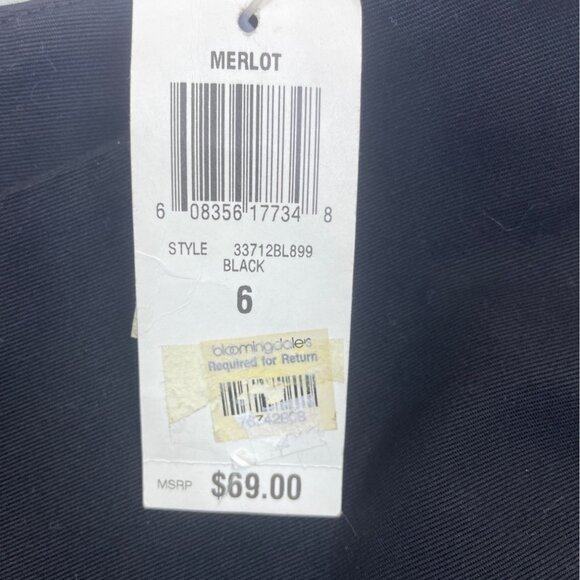 MERLOT
6 08356 17734 8
STYLE 33712BL899
BLACK
6
bloomingdales
Required for Return
MSRP $69.00